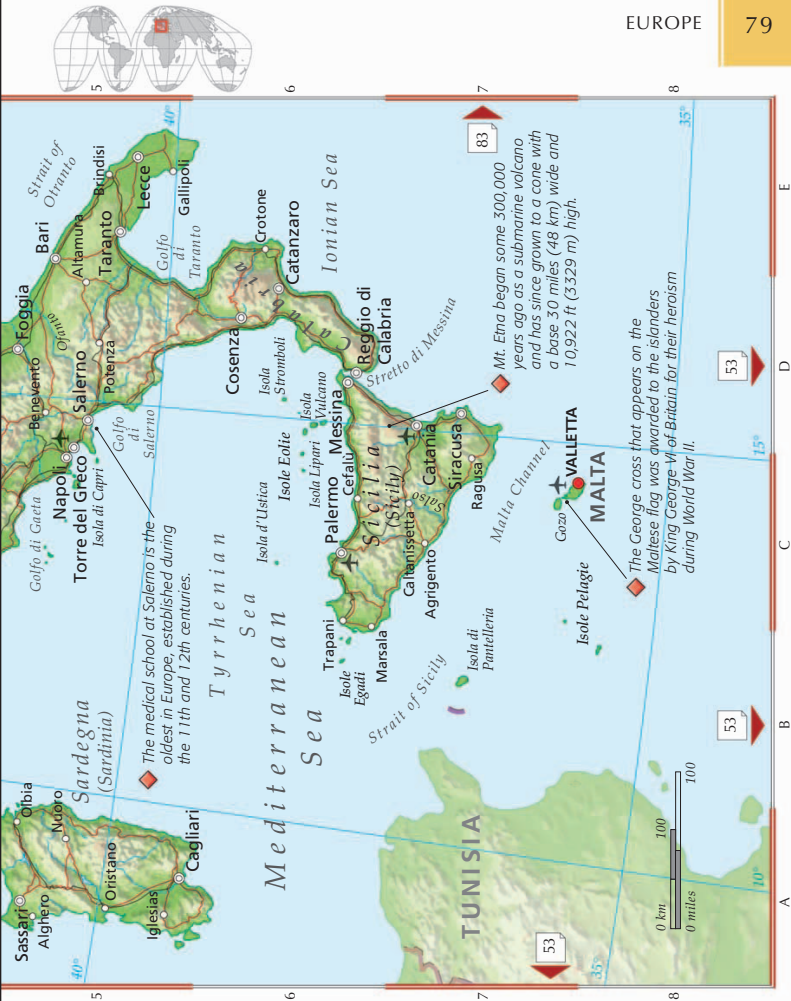 EUROPE
79
5
6
7
8
40°
35°
Strait of
Otranto
Brindisi
Lecce
Gallipoli
Bari
Altamura
Taranto
Golfo
di
Taranto
Crotone
Catanzaro
Ionian Sea
83
E
Foggia
Ofanto
Benevento
Salerno
Potenza
Cosenza
Calabria
Isola
Stromboli
Reggio di
Calabria
Stretto di Messina
Mt. Etna began some 300,000
years ago as a submarine volcano
and has since grown to a cone with
a base 30 miles (48 km) wide and
10,922 ft (3329 m) high.
53
D
Napoli
Torre del Greco
Isola di Capri
Golfo di Gaeta
Golfo
di
Salerno
Isola
Vulcano
Messina
Isola Lipari
Isole Eolie
Cefalù
Isola d'Ustica
Palermo
Sicilia
(Sicily)
Catania
Siracusa
Salso
Caltanissetta
Ragusa
Agrigento
Malta Channel
VALLETTA
MALTA
Gozo
15°
C
The George cross that appears on the
Maltese flag was awarded to the islanders
by King George VI of Britain for their heroism
during World War II.
The medical school at Salerno is the
oldest in Europe, established during
the 11th and 12th centuries.
Tyrrhenian
Sea
Mediterranean
Sea
Trapani
Isole
Egadi
Marsala
Strait of Sicily
Isola di
Pantelleria
Isole Pelagie
53
B
Sardegna
(Sardinia)
Olbia
Nuoro
Sassari
Alghero
Oristano
Cagliari
Iglesias
TUNISIA
53
0 km
100
0 miles
100
40°
35°
10°
A
5
6
7
8